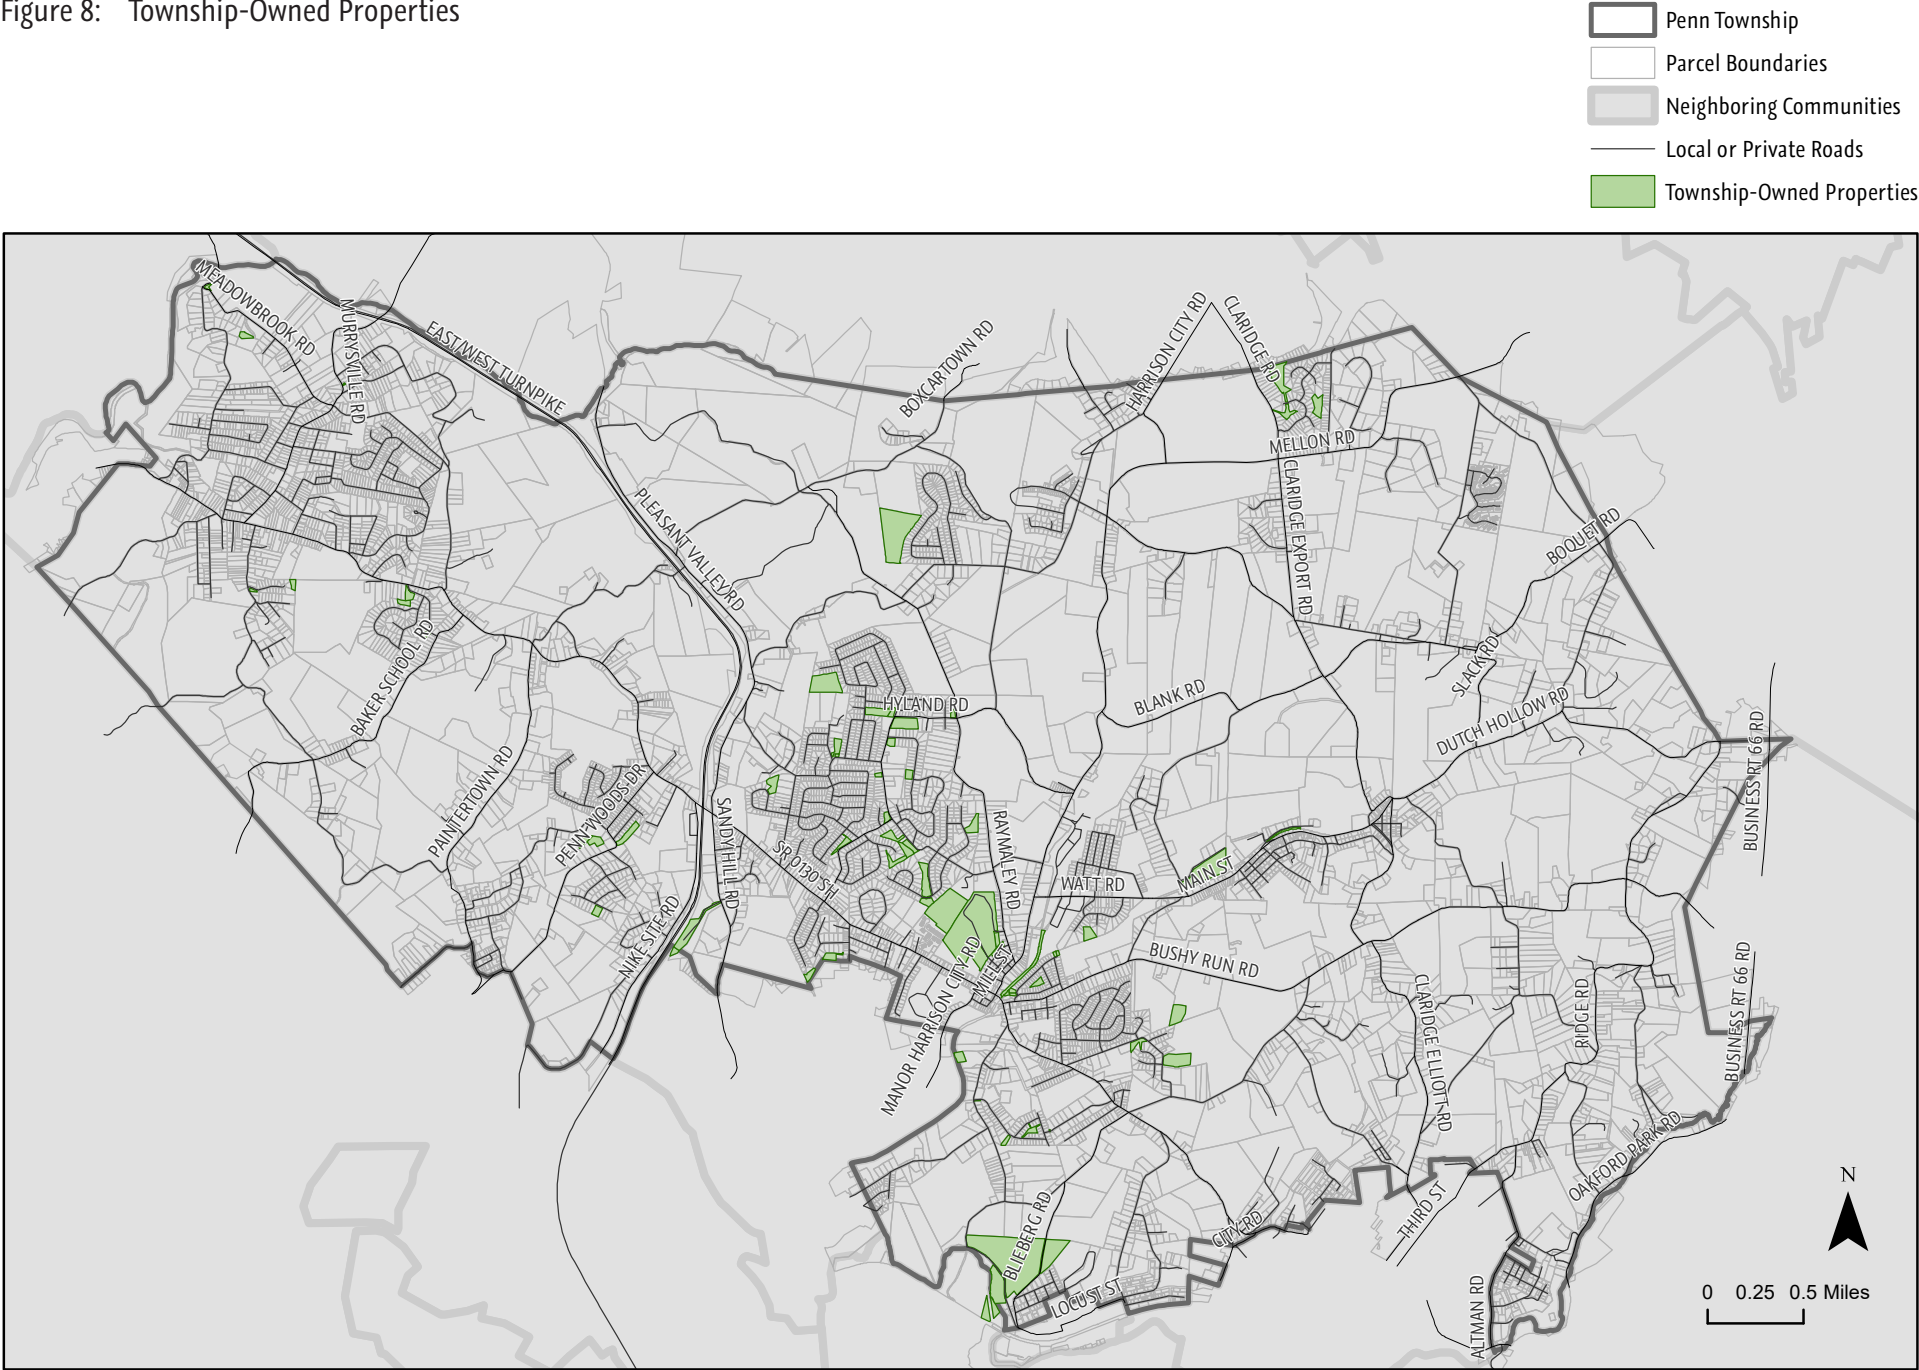 Figure 8: Township-Owned Properties
Penn Township
Parcel Boundaries
Neighboring Communities
Local or Private Roads
Township-Owned Properties
MEADOWBROOK RD
MURRYSVILLE RD
EAST/WEST TURNPIKE
BOXCARTOWN RD
HARRISON CITY RD
CLARIDGE RD
MELLON RD
CLARIDGE EXPORT RD
BOQUET RD
PLEASANT VALLEY RD
BAKER SCHOOL RD
SLACK RD
HYLAND RD
BLANK RD
DUTCH HOLLOW RD
BUSINESS RT 66 RD
PAINTERTOWN RD
PENN WOODS DR
SANDY HILL RD
SR 0130 SH
RAYMALEY RD
WATT RD
MAIN ST
NIKE SITE RD
MANOR HARRISON CITY RD
MILL ST
BUSHY RUN RD
CLARIDGE ELLIOTT RD
RIDGE RD
BUSINESS RT 66 RD
OAKFORD PARK RD
BLIEBERG RD
CITY RD
THIRD ST
LOCUST ST
ALTMAN RD
N
0 0.25 0.5 Miles